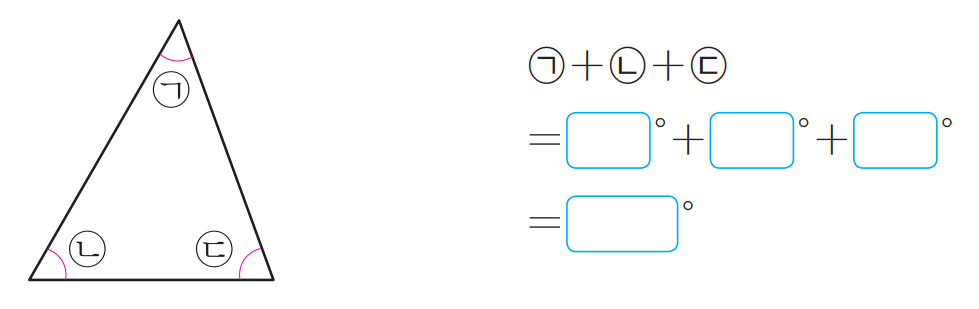 ㉠
㉡ ㉢
㉠+㉡+㉢
= °+ °+ °
= °